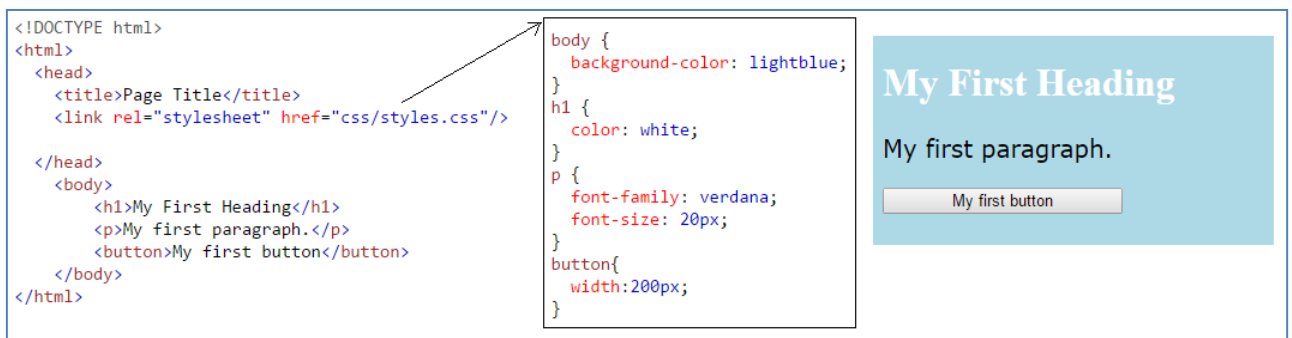 <!DOCTYPE html>
<html>
<head>
<title>Page Title</title>
<link rel="stylesheet" href="css/styles.css"/>
</head>
<body>
<h1>My First Heading</h1>
<p>My first paragraph.</p>
<button>My first button</button>
</body>
</html>
body {
background-color: lightblue;
}
h1 {
color: white;
}
p {
font-family: verdana;
font-size: 20px;
}
button{
width:200px;
}
My First Heading
My first paragraph.
My first button